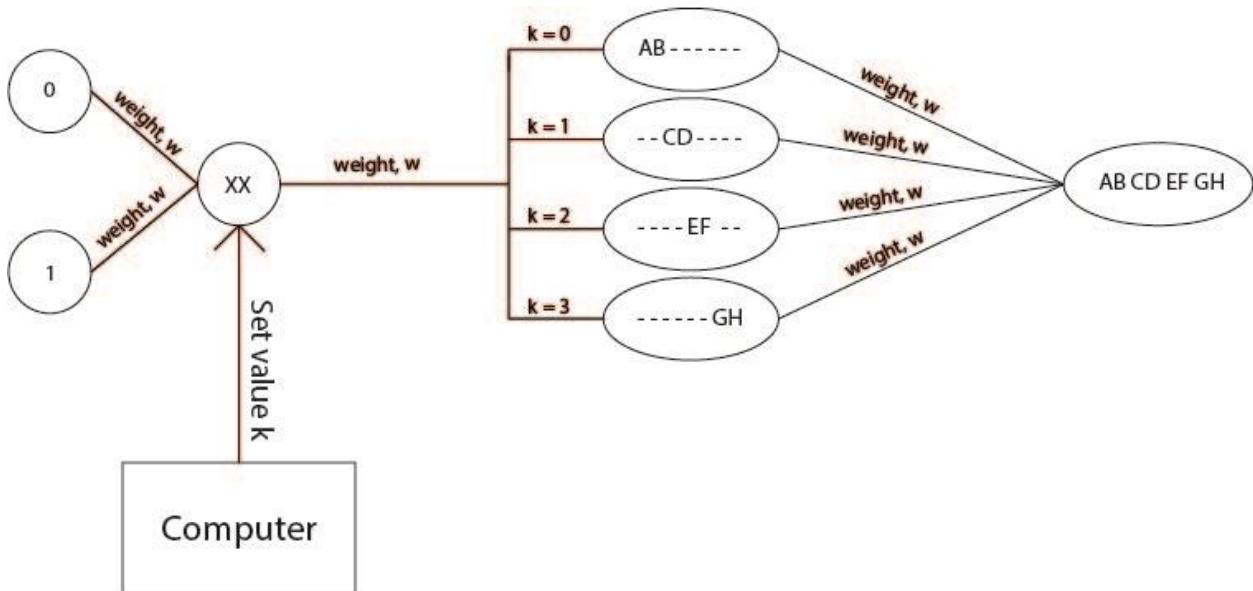 0
weight, w
1
weight, w
XX
weight, w
Set value k
Computer
k = 0
AB - - - - - -
k = 1
- - CD - - - -
k = 2
- - - - EF - -
k = 3
- - - - - - GH
weight, w
weight, w
weight, w
weight, w
AB CD EF GH